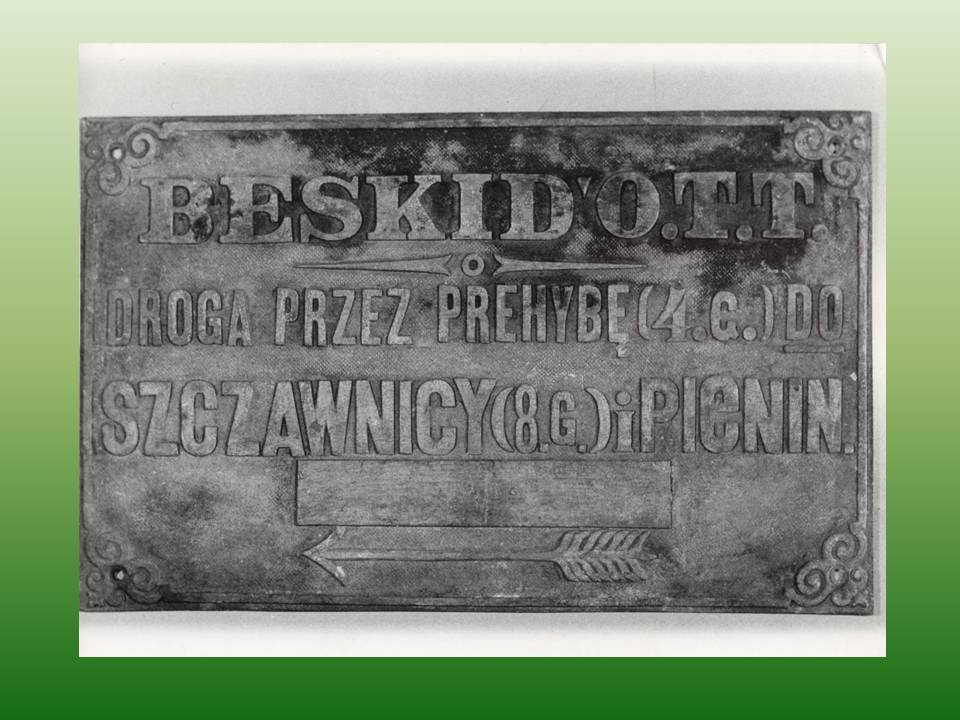 BESKID O.T.T.
DROGA PRZEZ PREHYBĘ (4.G.) DO
SZCZAWNICY (8.G.) i PIENIN.